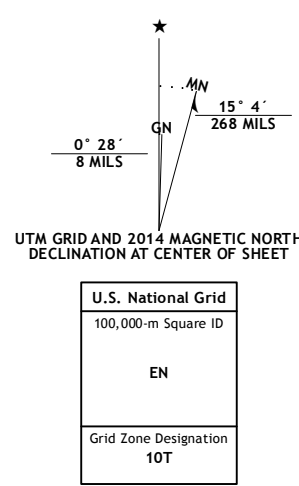 MN
GN
15° 4´
268 MILS
0° 28´
8 MILS
UTM GRID AND 2014 MAGNETIC NORTH
DECLINATION AT CENTER OF SHEET
U.S. National Grid
100,000-m Square ID
EN
Grid Zone Designation
10T